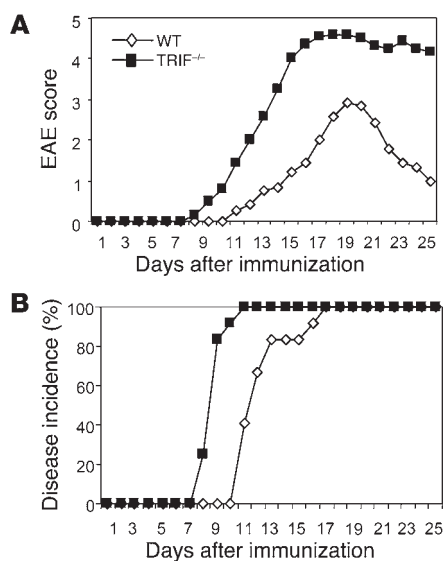 A
WT
TRIF⁻/⁻
EAE score
5
4
3
2
1
0
1 3 5 7 9 11 13 15 17 19 21 23 25
Days after immunization
B
Disease incidence (%)
100
80
60
40
20
0
1 3 5 7 9 11 13 15 17 19 21 23 25
Days after immunization